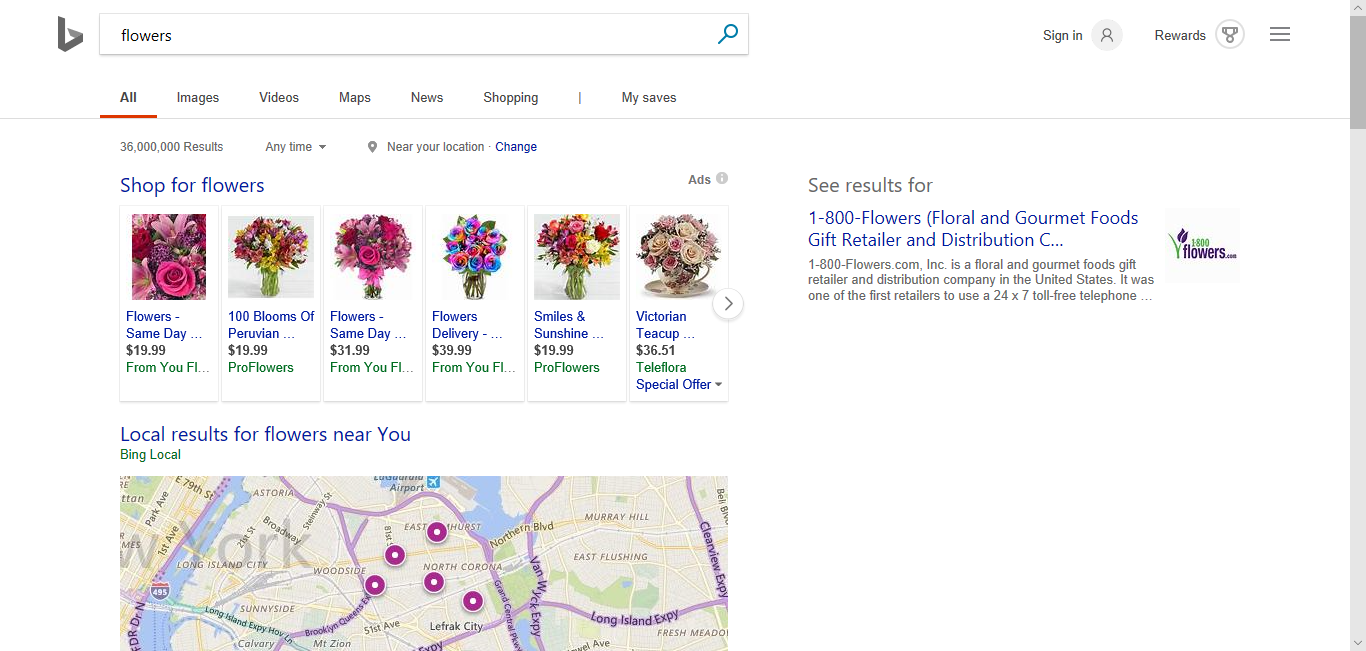 flowers
Sign in
Rewards
All
Images
Videos
Maps
News
Shopping
|
My saves
36,000,000 Results
Any time
Near your location · Change
Shop for flowers
Ads
Flowers -
Same Day ...
$19.99
From You Fl...
100 Blooms Of
Peruvian ...
$19.99
ProFlowers
Flowers -
Same Day ...
$31.99
From You Fl...
Flowers
Delivery - ...
$39.99
From You Fl...
Smiles &
Sunshine ...
$19.99
ProFlowers
Victorian
Teacup ...
$36.51
Teleflora
Special Offer
See results for
1-800-Flowers (Floral and Gourmet Foods
Gift Retailer and Distribution C...
1-800-Flowers.com, Inc. is a floral and gourmet foods gift
retailer and distribution company in the United States. It was
one of the first retailers to use a 24 x 7 toll-free telephone ...
1-800
flowers.com
Local results for flowers near You
Bing Local
LaGuardia
Airport
E 79th St
ASTORIA
Park Ave
1st Ave
Steinway St
Broadway
21st St
81st St
Northern Blvd
MURRAY HILL
EAST FLUSHING
Clearview Expy
w York
LONG ISLAND CITY
WOODSIDE
NORTH CORONA
495
SUNNYSIDE
Long Island Expy Hov Ln
Brooklyn Queens E
51st Ave
Lefrak City
Grand Central Pkwy
Van Wyck Expy
Long Island Expy
FRESH MEADO
FDR Dr N
Calvary
Mt Zion